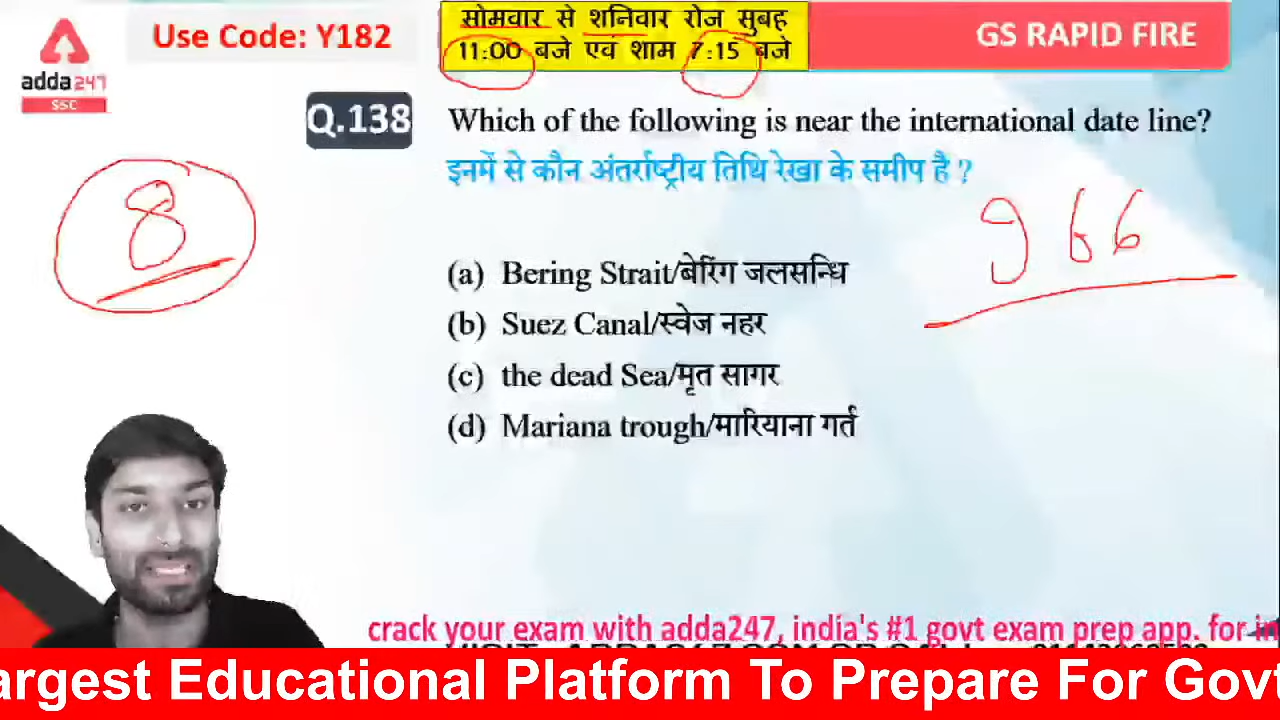 adda247
SSC
Use Code: Y182
सोमवार से शनिवार रोज सुबह
11:00 बजे एवं शाम 7:15 बजे
GS RAPID FIRE
Q.138
Which of the following is near the international date line?
इनमें से कौन अंतर्राष्ट्रीय तिथि रेखा के समीप है ?
8
966
(a) Bering Strait/बेरिंग जलसन्धि
(b) Suez Canal/स्वेज नहर
(c) the dead Sea/मृत सागर
(d) Mariana trough/मारियाना गर्त
crack your exam with adda247, india's #1 govt exam prep app. for in
argest Educational Platform To Prepare For Govt